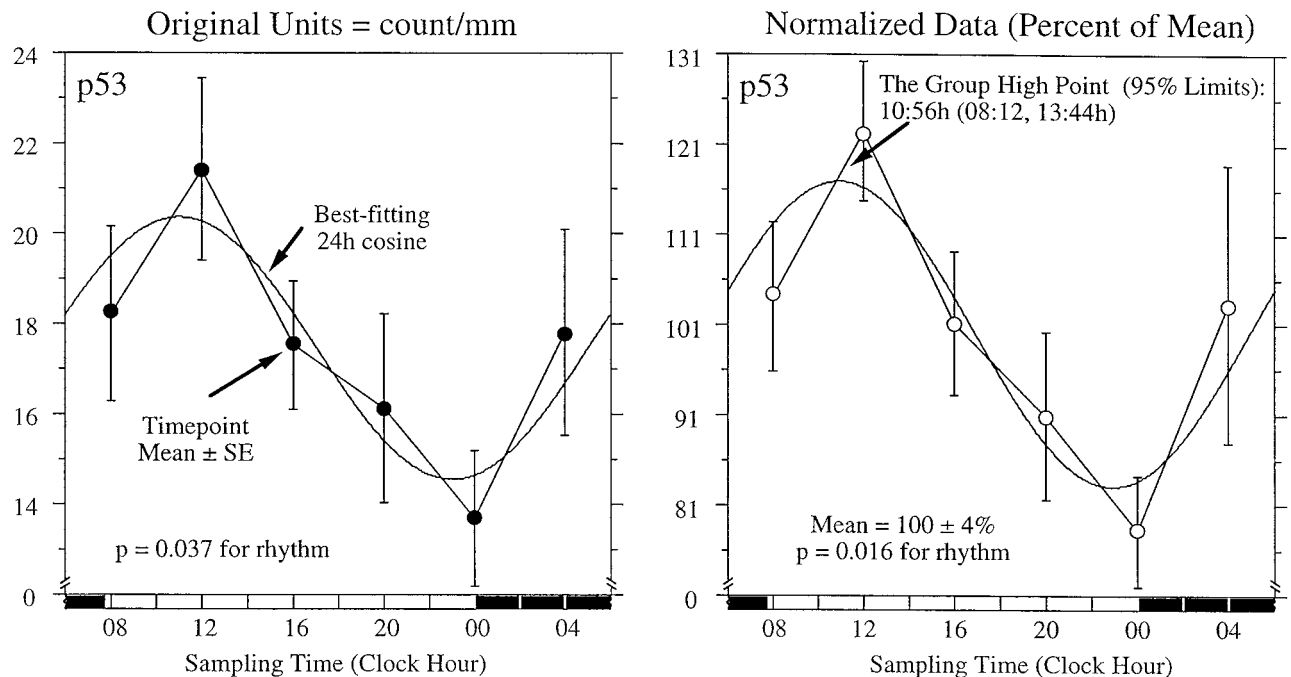 Original Units = count/mm
24
22
20
18
16
14
0
p53
Best-fitting
24h cosine
Timepoint
Mean ± SE
p = 0.037 for rhythm
08 12 16 20 00 04
Sampling Time (Clock Hour)
Normalized Data (Percent of Mean)
131
121
111
101
91
81
0
p53
The Group High Point (95% Limits):
10:56h (08:12, 13:44h)
Mean = 100 ± 4%
p = 0.016 for rhythm
08 12 16 20 00 04
Sampling Time (Clock Hour)